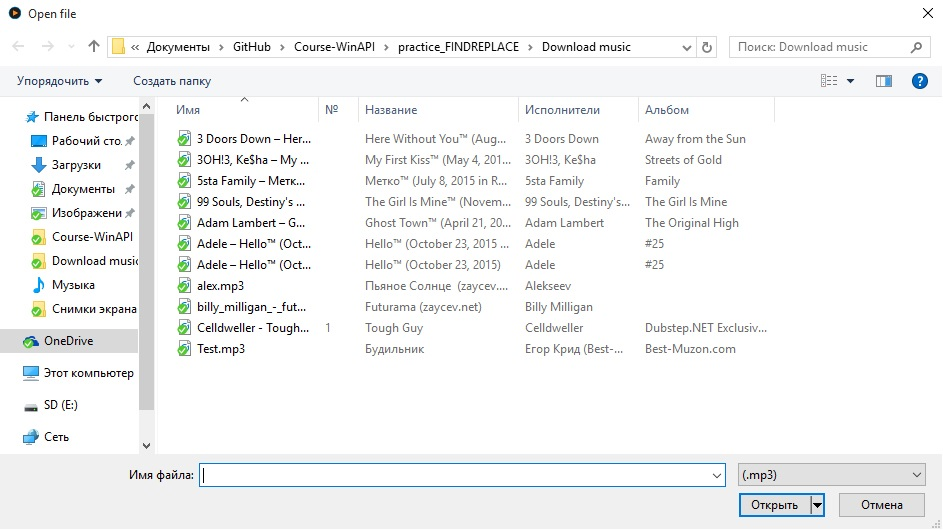 Open file
« Документы > GitHub > Course-WinAPI > practice_FINDREPLACE > Download music
Поиск: Download music
Упорядочить Создать папку
Панель быстрог
Рабочий сто.
Загрузки
Документы
Изображени
Course-WinAPI
Download music
Музыка
Снимки экрана
OneDrive
Этот компьютер
SD (E:)
Сеть
Имя № Название Исполнители Альбом
3 Doors Down – Her... Here Without You™ (Aug... 3 Doors Down Away from the Sun
3OH!3, Ke$ha – My ... My First Kiss™ (May 4, 201... 3OH!3, Ke$ha Streets of Gold
5sta Family – Метко... Метко™ (July 8, 2015 in R... 5sta Family Family
99 Souls, Destiny's ... The Girl Is Mine™ (Novem... 99 Souls, Destiny's... The Girl Is Mine
Adam Lambert – G... Ghost Town™ (April 21, 20... Adam Lambert The Original High
Adele – Hello™ (Oct... Hello™ (October 23, 2015 ... Adele #25
Adele – Hello™ (Oct... Hello™ (October 23, 2015) Adele #25
alex.mp3 Пьяное Солнце (zaycev.... Alekseev
billy_milligan_-_fut... Futurama (zaycev.net) Billy Milligan
Celldweller - Tough... 1 Tough Guy Celldweller Dubstep.NET Exclusiv...
Test.mp3 Будильник Егор Крид (Best-... Best-Muzon.com
Имя файла: (.mp3)
Открыть Отмена